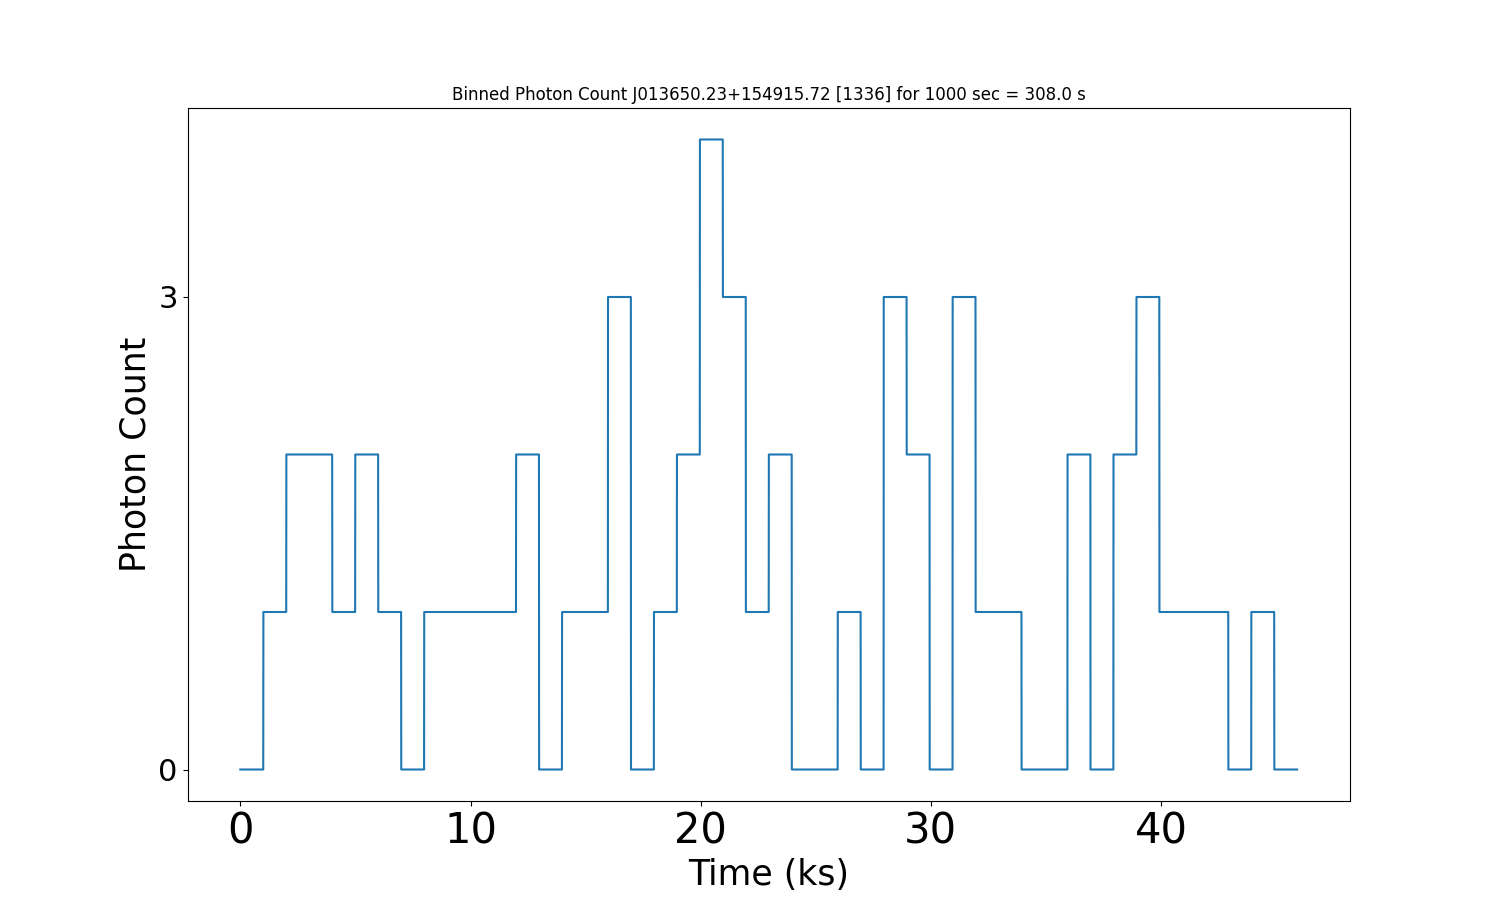 Binned Photon Count J013650.23+154915.72 [1336] for 1000 sec = 308.0 s
3
Photon Count
0
0 10 20 30 40
Time (ks)